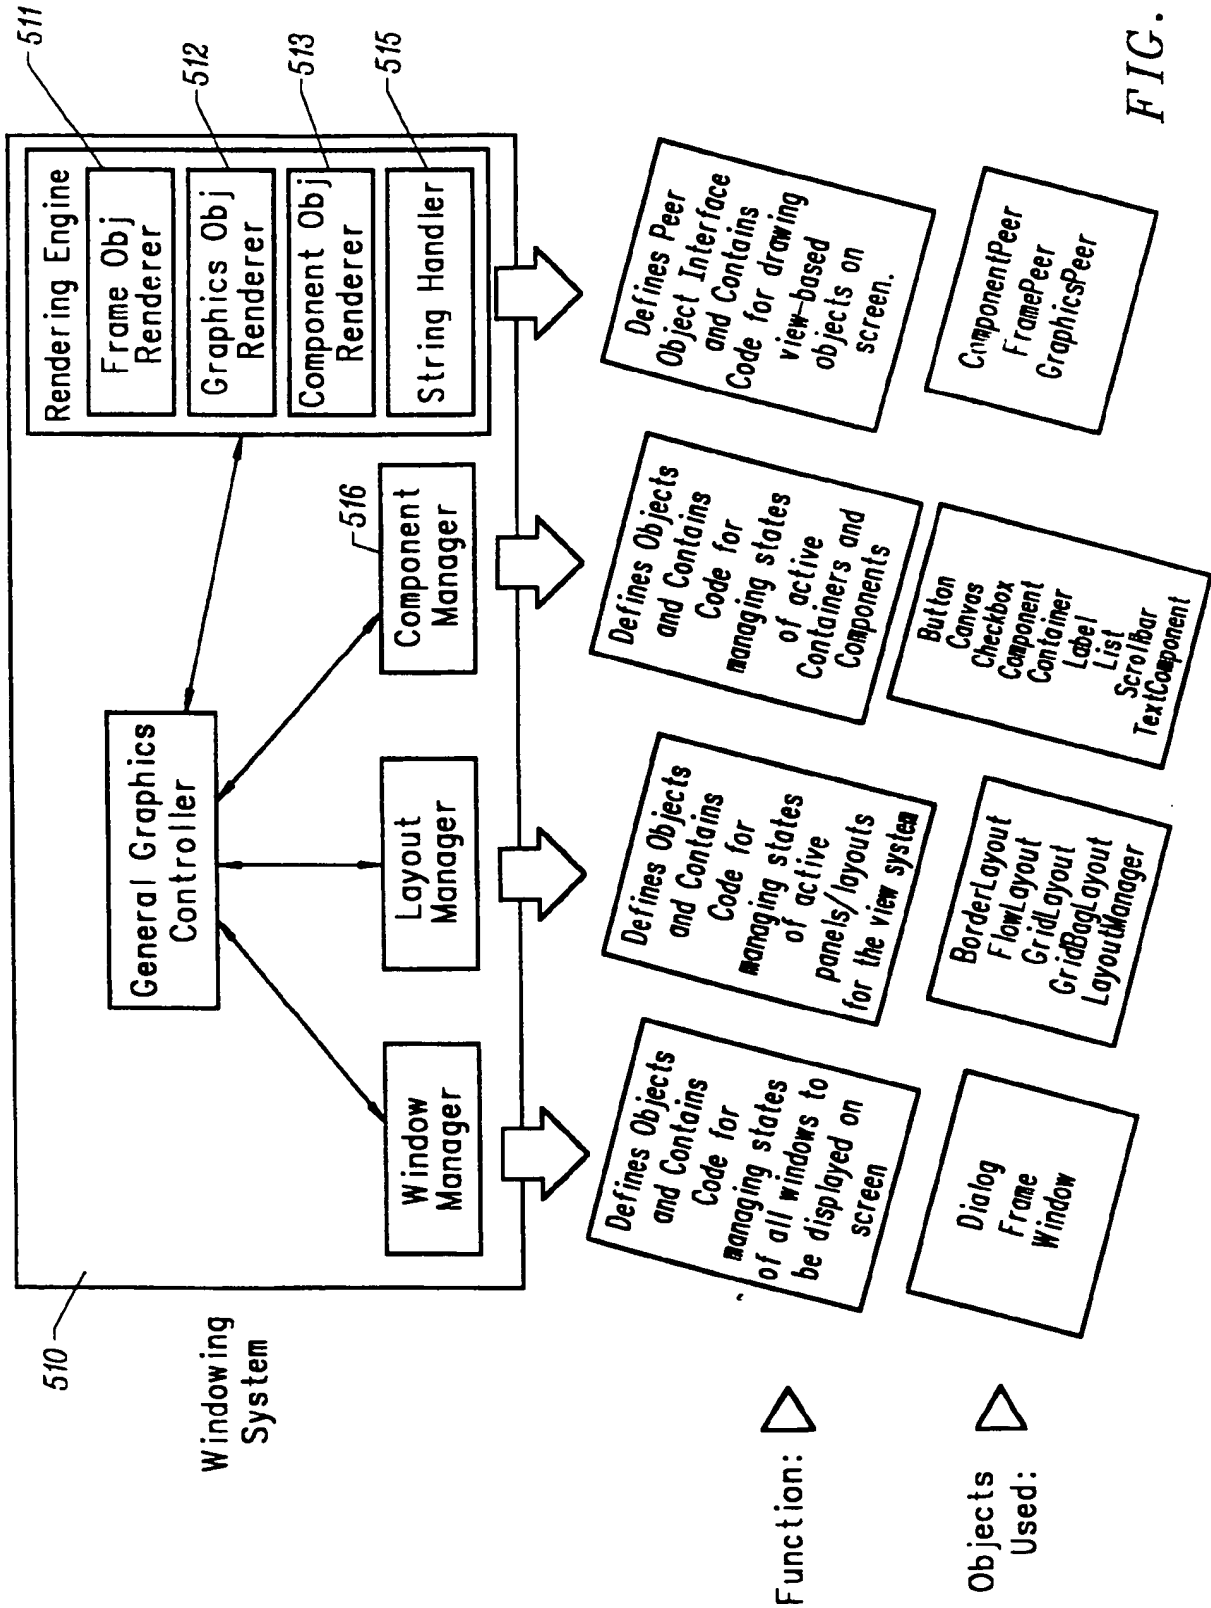 Windowing
System
510
General Graphics
Controller
Window
Manager
Layout
Manager
Component
Manager
516
Rendering Engine
Frame Obj
Renderer
Graphics Obj
Renderer
Component Obj
Renderer
String Handler
511
512
513
515
Function:
Defines Objects
and Contains
Code for
managing states
of all windows to
be displayed on
screen
Defines Objects
and Contains
Code for
managing states
of active
panels/layouts
for the view system
Defines Objects
and Contains
Code for
managing states
of active
Containers and
Components
Defines Peer
Object Interface
and Contains
Code for drawing
view-based
objects on
screen.
Objects
Used:
Dialog
Frame
Window
BorderLayout
FlowLayout
GridLayout
GridBagLayout
LayoutManager
Button
Canvas
Checkbox
Component
Container
Label
List
Scrollbar
TextComponent
ComponentPeer
FramePeer
GraphicsPeer
FIG.